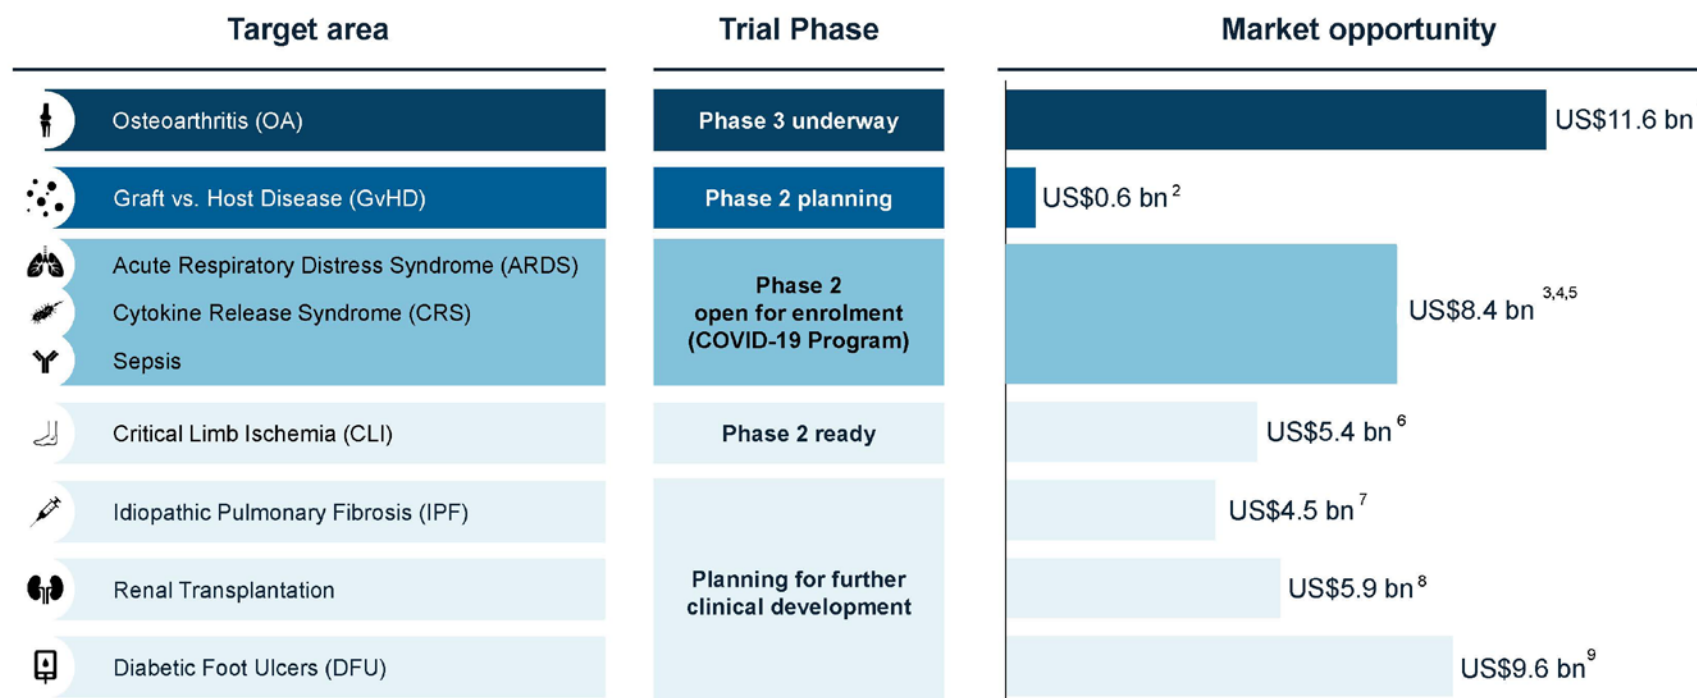 Target area
Trial Phase
Market opportunity
Osteoarthritis (OA)
Phase 3 underway
US$11.6 bn
Graft vs. Host Disease (GvHD)
Phase 2 planning
US$0.6 bn 2
Acute Respiratory Distress Syndrome (ARDS)
Cytokine Release Syndrome (CRS)
Sepsis
Phase 2
open for enrolment
(COVID-19 Program)
US$8.4 bn 3,4,5
Critical Limb Ischemia (CLI)
Phase 2 ready
US$5.4 bn 6
Idiopathic Pulmonary Fibrosis (IPF)
US$4.5 bn 7
Renal Transplantation
Planning for further
clinical development
US$5.9 bn 8
Diabetic Foot Ulcers (DFU)
US$9.6 bn 9